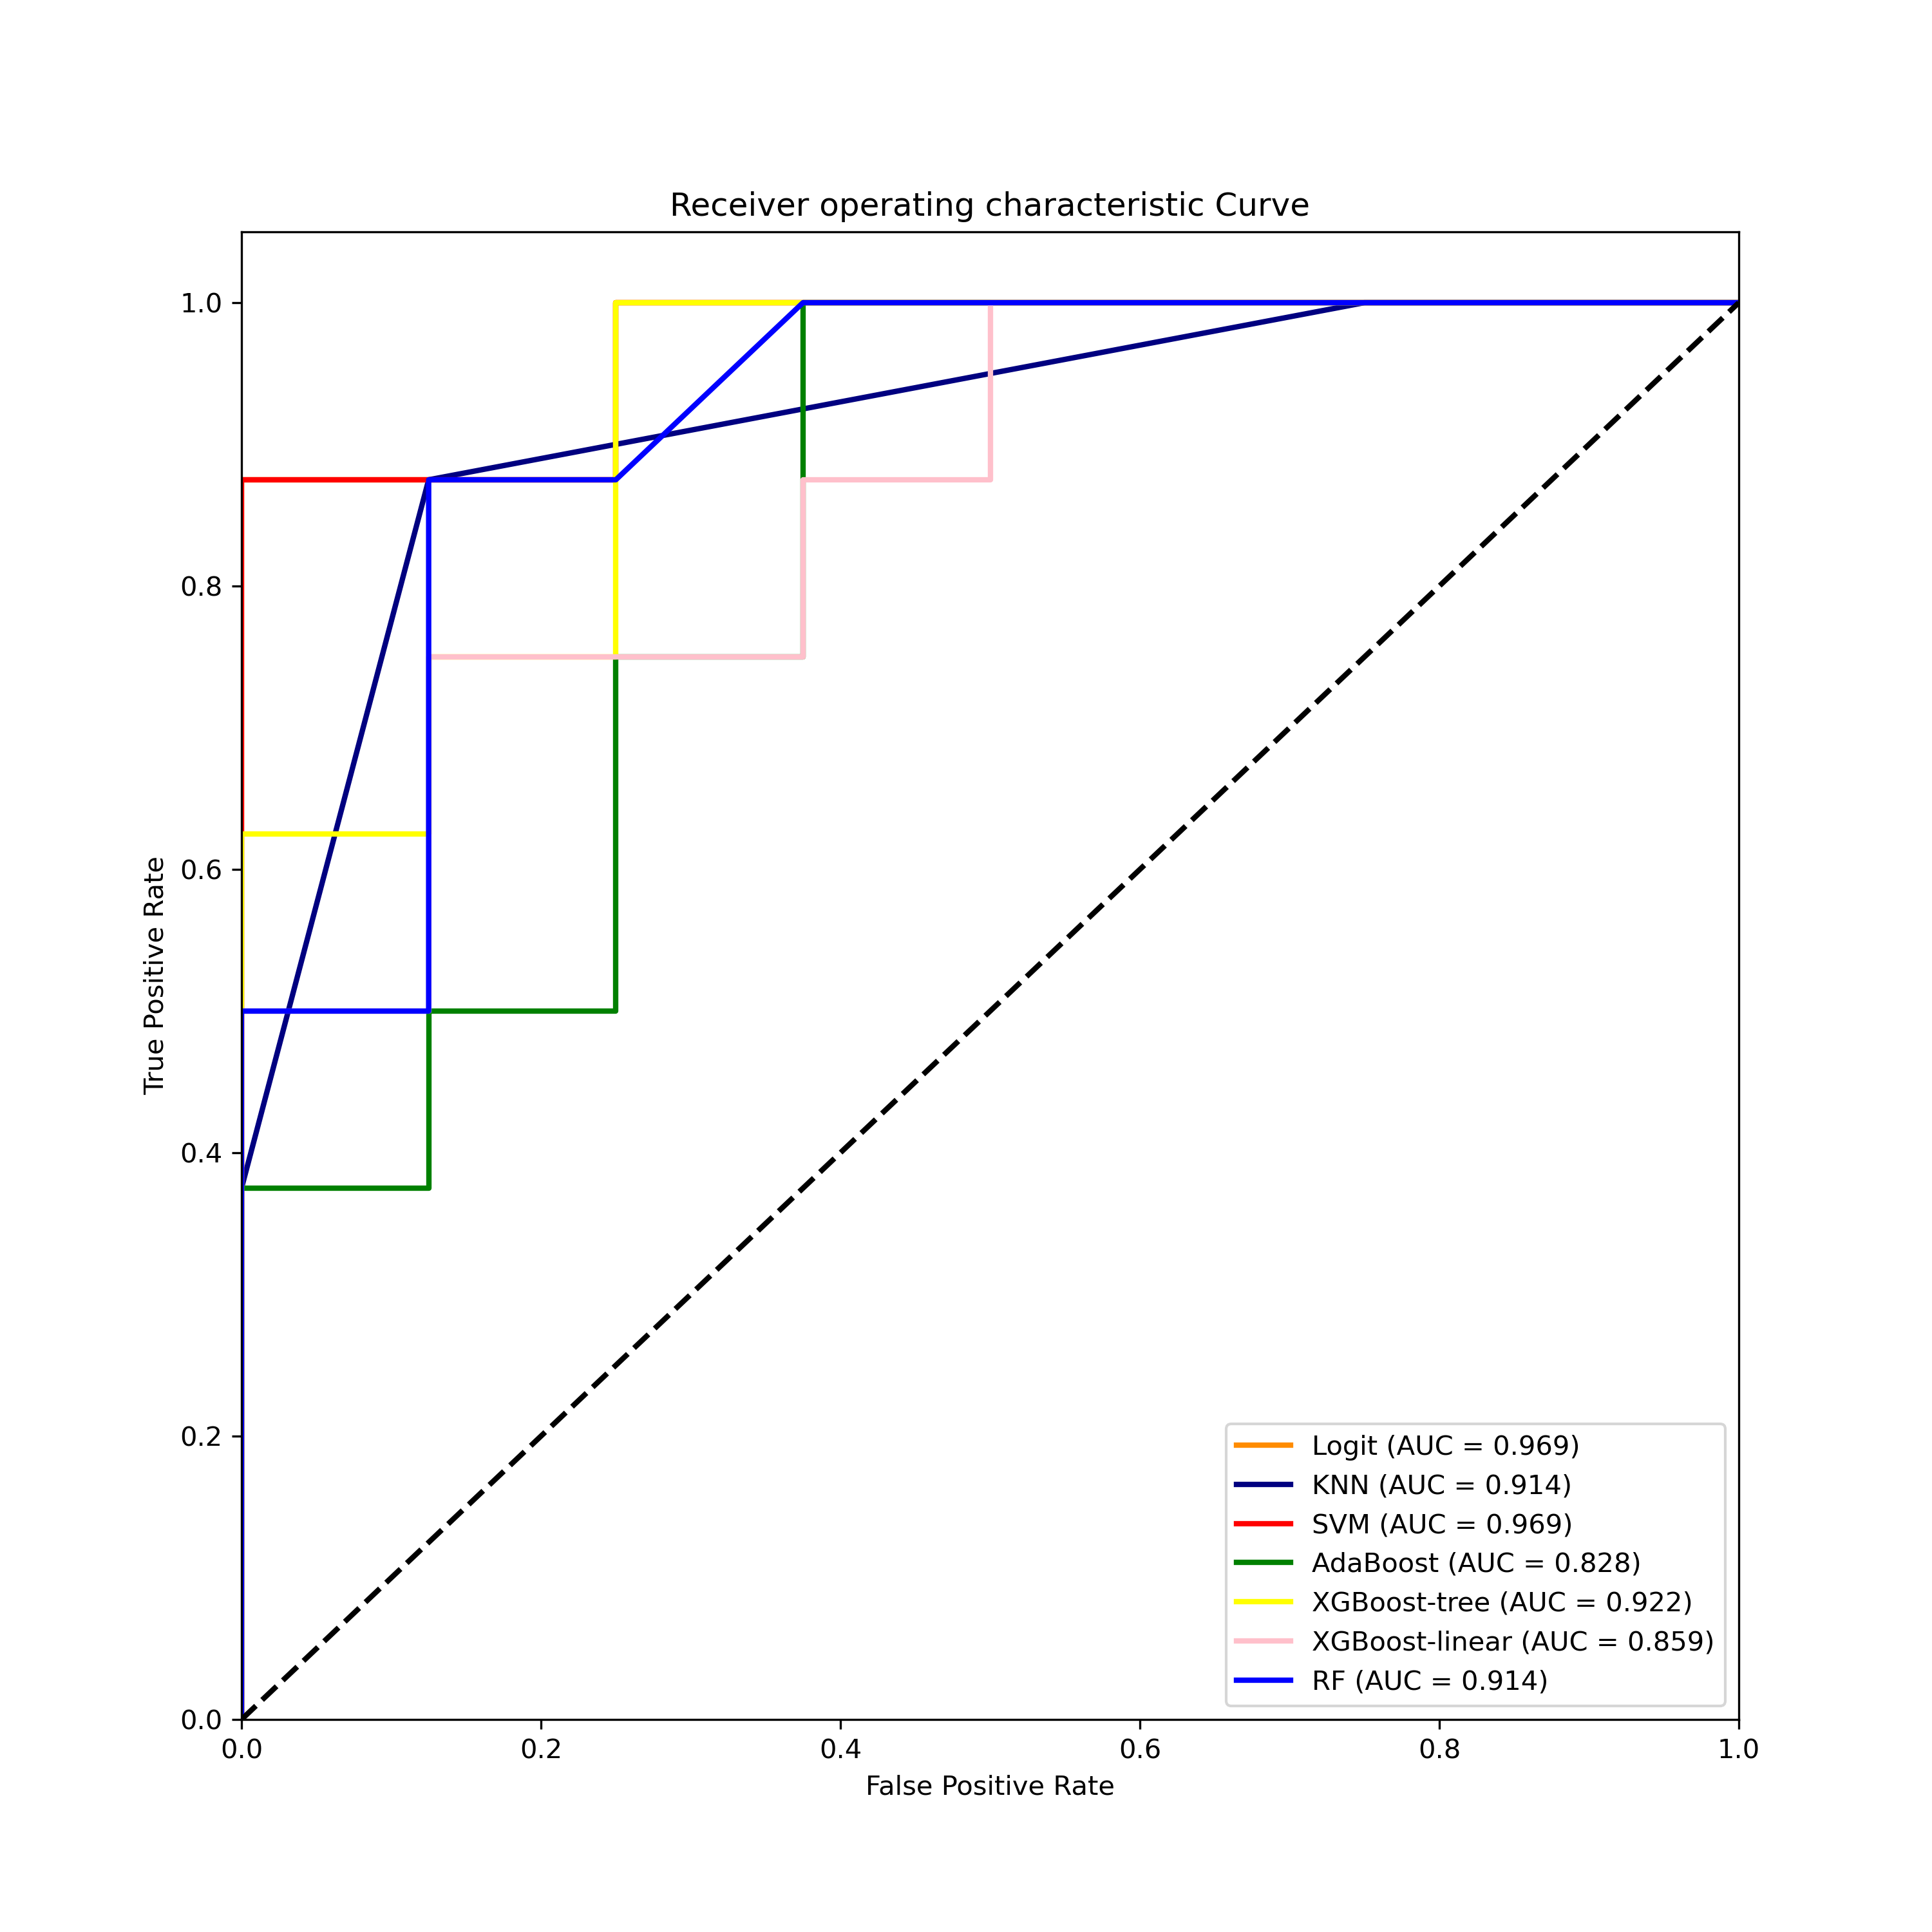 Receiver operating characteristic Curve
1.0
0.8
0.6
0.4
0.2
0.0
True Positive Rate
0.0 0.2 0.4 0.6 0.8 1.0
False Positive Rate
Logit (AUC = 0.969)
KNN (AUC = 0.914)
SVM (AUC = 0.969)
AdaBoost (AUC = 0.828)
XGBoost-tree (AUC = 0.922)
XGBoost-linear (AUC = 0.859)
RF (AUC = 0.914)